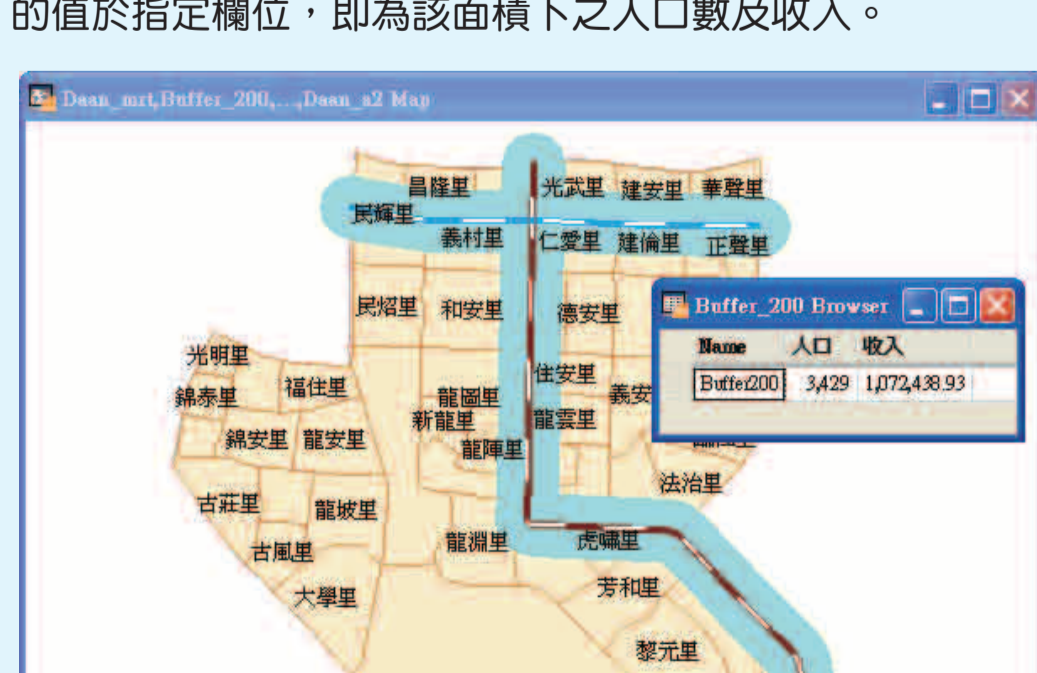 的值於指定欄位,即為該面積下之人口數及收入。
Daan_mrt,Buffer_200,...,Daan_a2 Map
昌隆里 光武里 建安里 華聲里
民輝里
義村里 仁愛里 建倫里 正聲里
民炤里 和安里 德安里
Buffer_200 Browser
Name 人口 收入
Buffer200 3,429 1,072,438.93
光明里
住安里
福住里 義安
錦泰里 龍圖里
新龍里 龍雲里
錦安里 龍安里 龍陣里
法治里
古莊里 龍坡里
龍淵里 虎嘯里
古風里
芳和里
大學里
黎元里